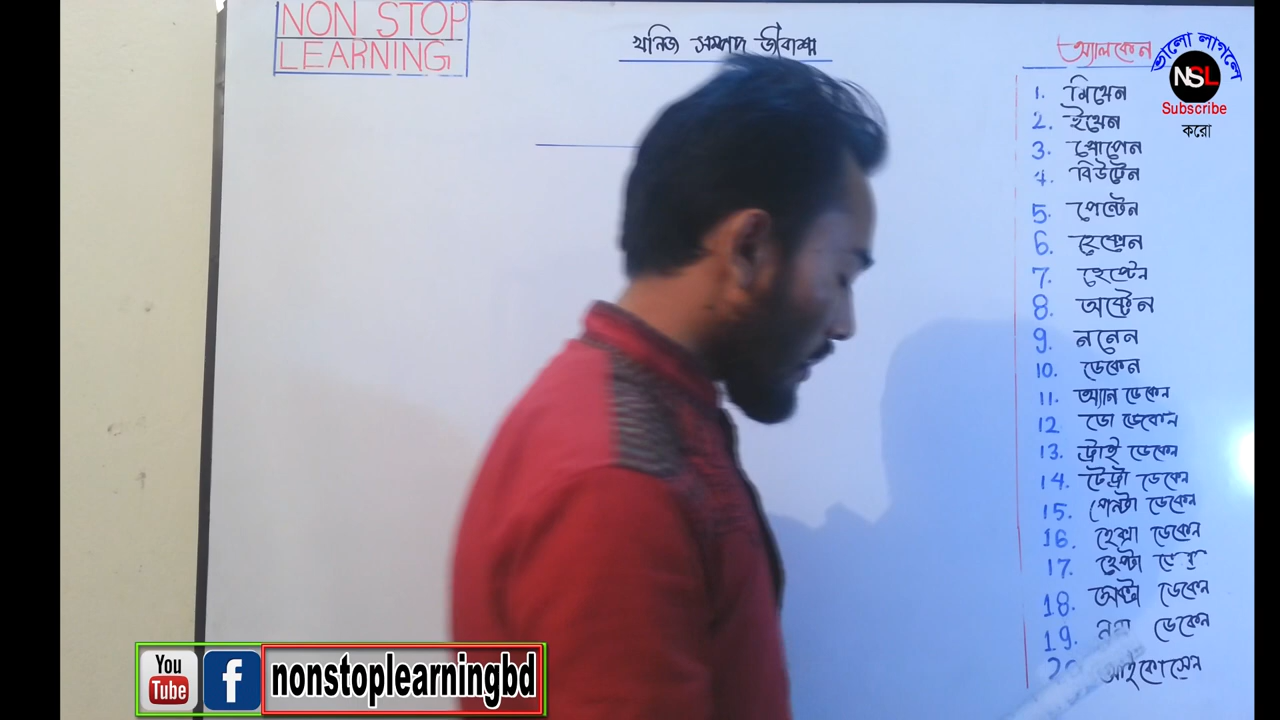 NON STOP
LEARNING
খনিজ সম্পদ জীবাশ্ম
অ্যালকেন
ভালো লাগলে
NSL
Subscribe
করো
1. মিথেন
2. ইথেন
3. প্রোপেন
4. বিউটেন
5. পেন্টেন
6. হেক্সেন
7. হেপ্টেন
8. অক্টেন
9. ননেন
10. ডেকেন
11. অ্যান ডেকেন
12 ডো ডেকেন
13. ট্রাই ডেকেন
14. টেট্রা ডেকেন
15. পেনটা ডেকেন
16. হেক্সা ডেকেন
17. হেপ্টা
18. অক্টা ডেকেন
19. ডেকেন
আইকোসেন
You Tube f nonstoplearningbd